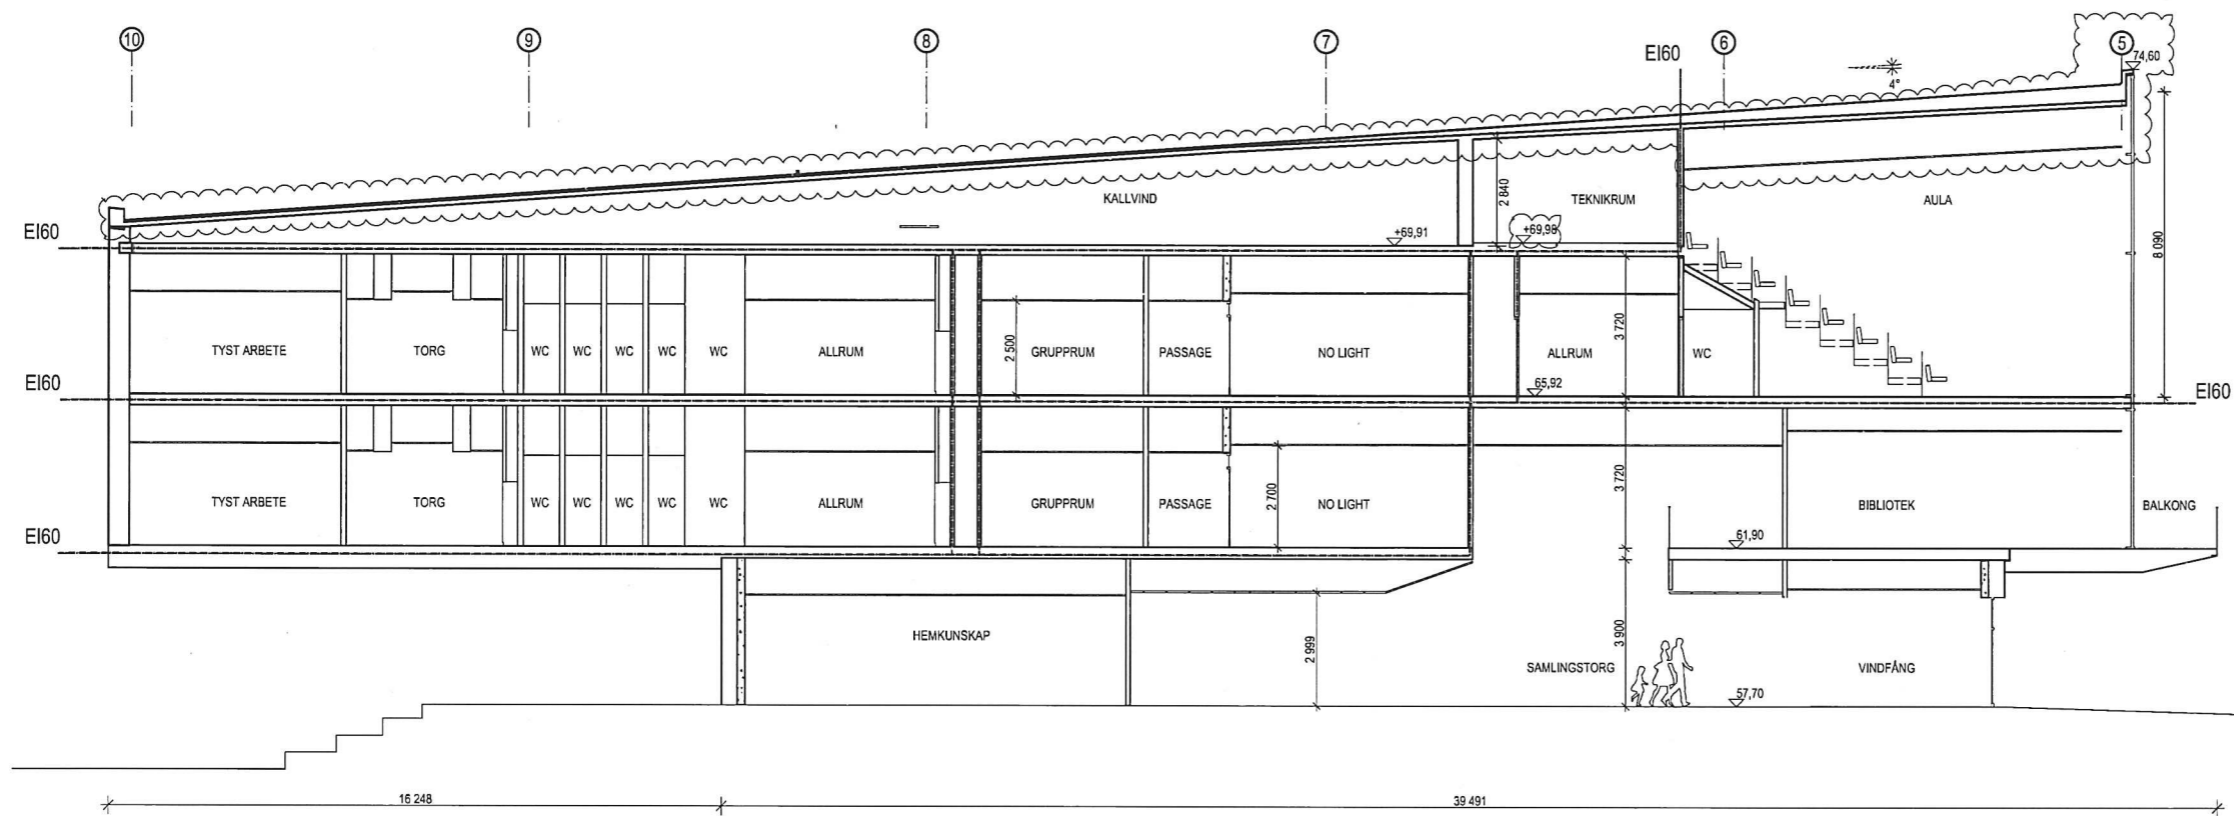 10
9
8
7
EI60
6
5
74,60
4°
KALLVIND
2 840
TEKNIKRUM
AULA
EI60
+69,91
+69,98
8 090
TYST ARBETE
TORG
WC
WC
WC
WC
WC
ALLRUM
2 500
GRUPPRUM
PASSAGE
NO LIGHT
ALLRUM
3 720
WC
EI60
65,92
EI60
TYST ARBETE
TORG
WC
WC
WC
WC
WC
ALLRUM
GRUPPRUM
PASSAGE
2 700
NO LIGHT
3 720
BIBLIOTEK
BALKONG
EI60
61,90
HEMKUNSKAP
2 999
3 900
SAMLINGSTORG
VINDFÅNG
57,70
16 248
39 491